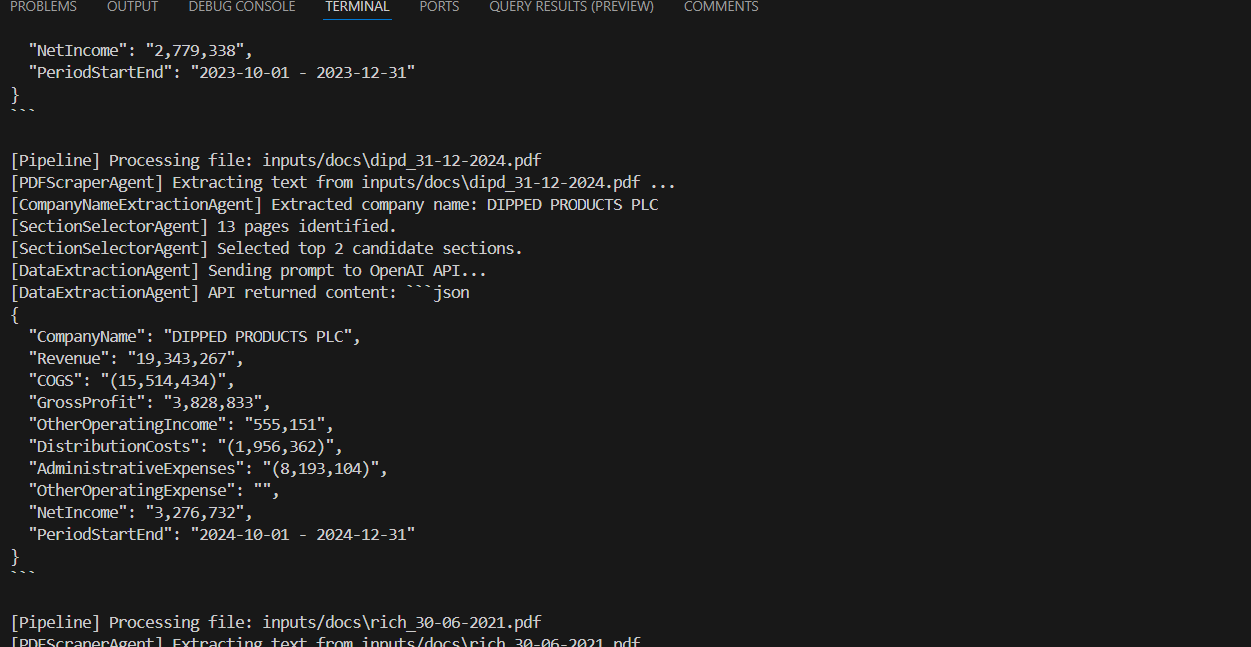 PROBLEMS OUTPUT DEBUG CONSOLE TERMINAL PORTS QUERY RESULTS (PREVIEW) COMMENTS
  "NetIncome": "2,779,338",
  "PeriodStartEnd": "2023-10-01 - 2023-12-31"
}
```
[Pipeline] Processing file: inputs/docs\dipd_31-12-2024.pdf
[PDFScraperAgent] Extracting text from inputs/docs\dipd_31-12-2024.pdf ...
[CompanyNameExtractionAgent] Extracted company name: DIPPED PRODUCTS PLC
[SectionSelectorAgent] 13 pages identified.
[SectionSelectorAgent] Selected top 2 candidate sections.
[DataExtractionAgent] Sending prompt to OpenAI API...
[DataExtractionAgent] API returned content: ```json
{
  "CompanyName": "DIPPED PRODUCTS PLC",
  "Revenue": "19,343,267",
  "COGS": "(15,514,434)",
  "GrossProfit": "3,828,833",
  "OtherOperatingIncome": "555,151",
  "DistributionCosts": "(1,956,362)",
  "AdministrativeExpenses": "(8,193,104)",
  "OtherOperatingExpense": "",
  "NetIncome": "3,276,732",
  "PeriodStartEnd": "2024-10-01 - 2024-12-31"
}
```
[Pipeline] Processing file: inputs/docs\rich_30-06-2021.pdf
[PDFScraperAgent] Extracting text from inputs/docs\rich_30-06-2021.pdf